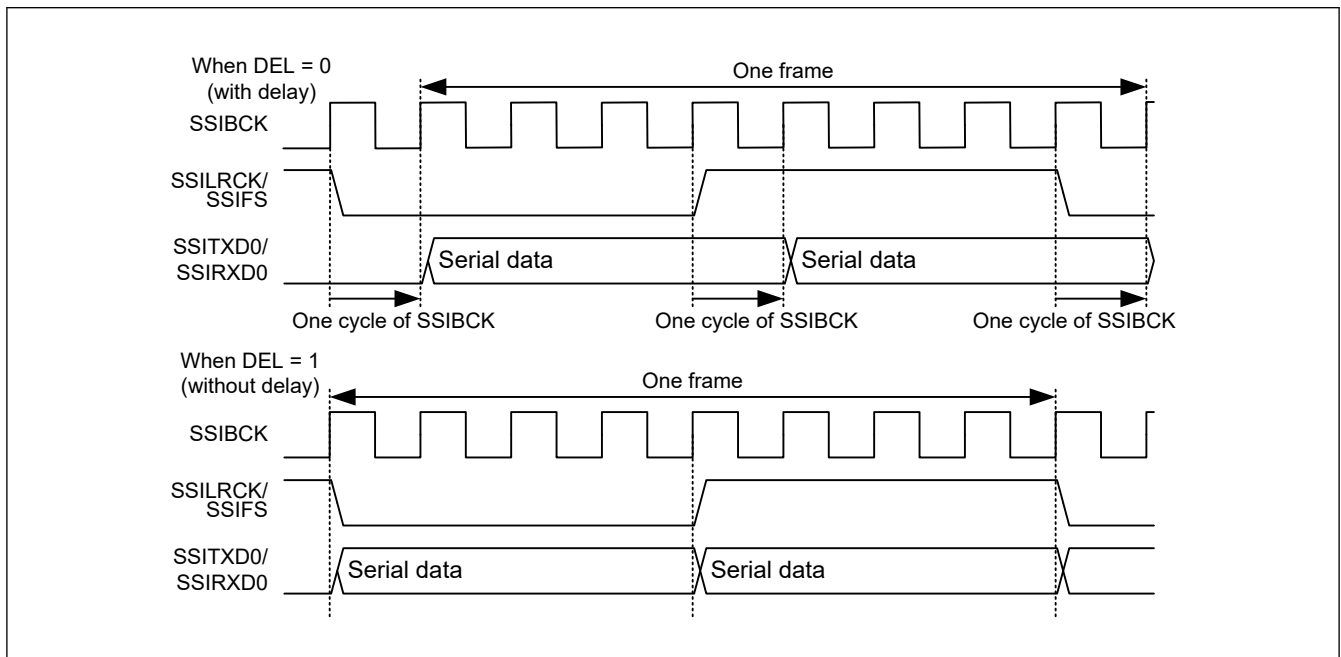 When DEL = 0
(with delay)
One frame
SSIBCK
SSILRCK/
SSIFS
SSITXD0/
SSIRXD0
Serial data
Serial data
One cycle of SSIBCK
One cycle of SSIBCK
One cycle of SSIBCK
When DEL = 1
(without delay)
One frame
SSIBCK
SSILRCK/
SSIFS
SSITXD0/
SSIRXD0
Serial data
Serial data